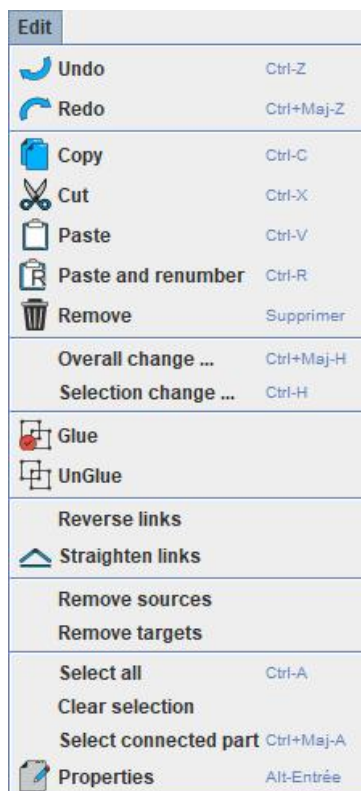 Edit
Undo Ctrl-Z
Redo Ctrl+Maj-Z
Copy Ctrl-C
Cut Ctrl-X
Paste Ctrl-V
Paste and renumber Ctrl-R
Remove Supprimer
Overall change ... Ctrl+Maj-H
Selection change ... Ctrl-H
Glue
UnGlue
Reverse links
Straighten links
Remove sources
Remove targets
Select all Ctrl-A
Clear selection
Select connected part Ctrl+Maj-A
Properties Alt-Entrée